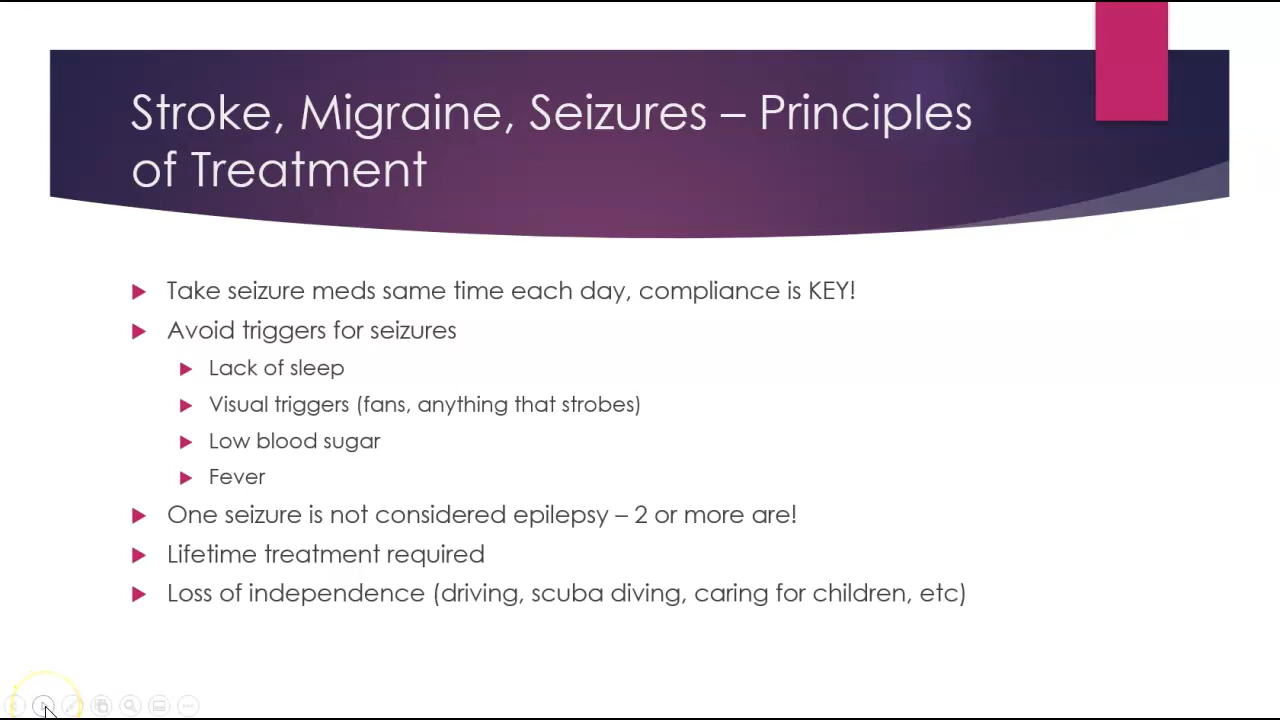 Stroke, Migraine, Seizures – Principles
of Treatment
Take seizure meds same time each day, compliance is KEY!
Avoid triggers for seizures
Lack of sleep
Visual triggers (fans, anything that strobes)
Low blood sugar
Fever
One seizure is not considered epilepsy – 2 or more are!
Lifetime treatment required
Loss of independence (driving, scuba diving, caring for children, etc)